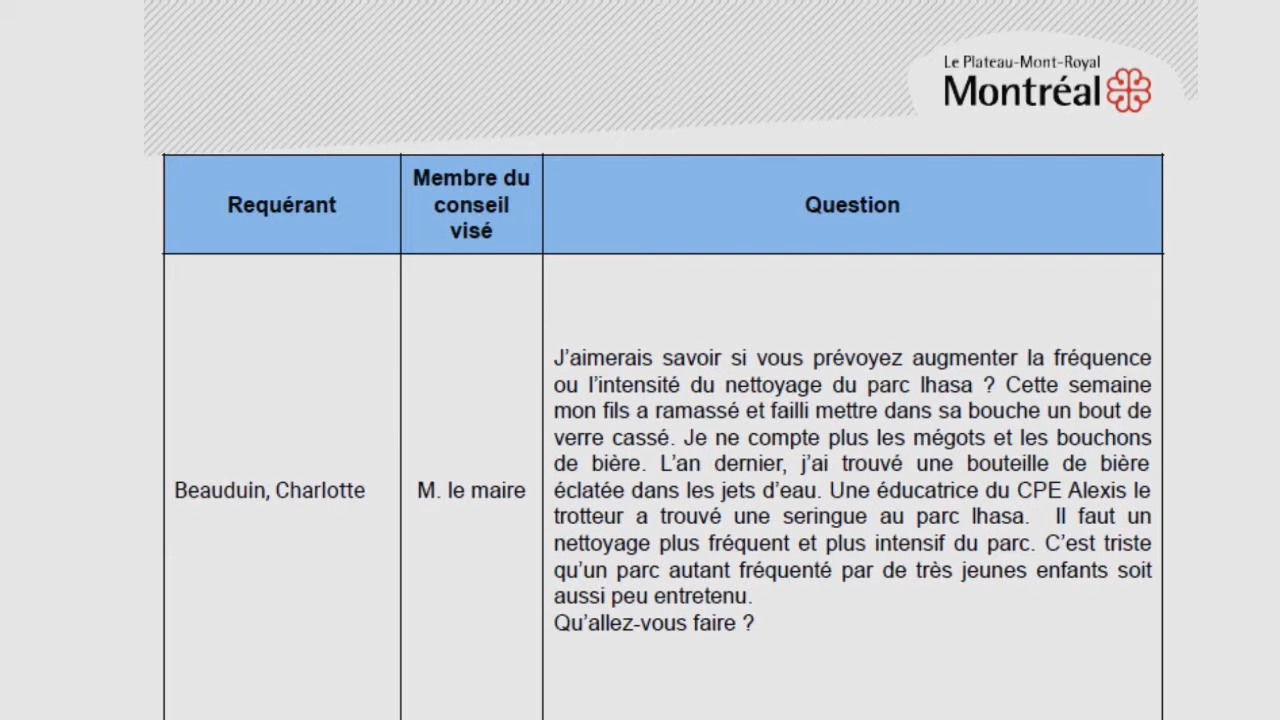 Le Plateau-Mont-Royal
Montréal
Requérant
Membre du
conseil
visé
Question
Beauduin, Charlotte
M. le maire
J’aimerais savoir si vous prévoyez augmenter la fréquence
ou l’intensité du nettoyage du parc lhasa ? Cette semaine
mon fils a ramassé et failli mettre dans sa bouche un bout de
verre cassé. Je ne compte plus les mégots et les bouchons
de bière. L’an dernier, j’ai trouvé une bouteille de bière
éclatée dans les jets d’eau. Une éducatrice du CPE Alexis le
trotteur a trouvé une seringue au parc lhasa. Il faut un
nettoyage plus fréquent et plus intensif du parc. C’est triste
qu’un parc autant fréquenté par de très jeunes enfants soit
aussi peu entretenu.
Qu’allez-vous faire ?